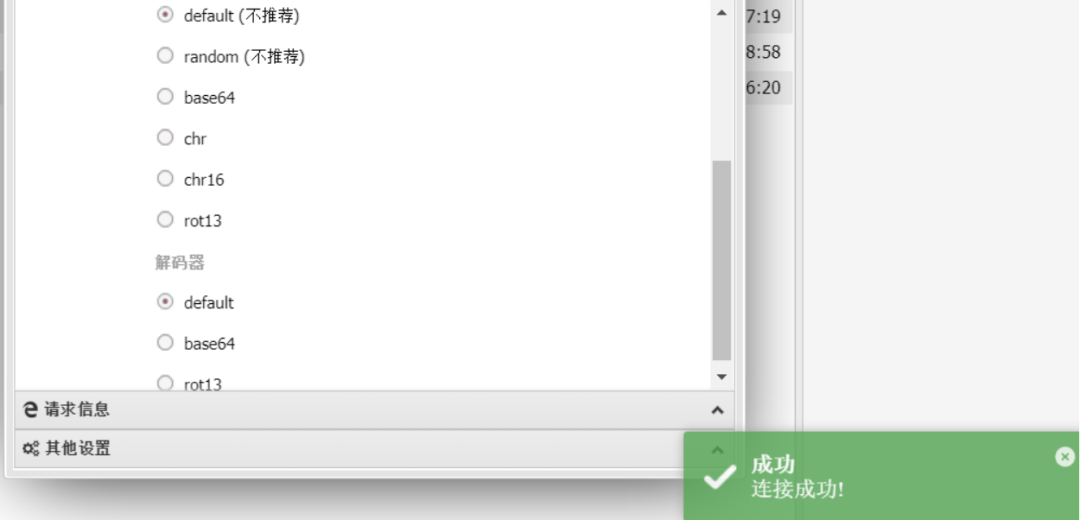 default (不推荐)
7:19
random (不推荐)
8:58
base64
6:20
chr
chr16
rot13
解码器
default
base64
rot13
请求信息
其他设置
成功
连接成功!